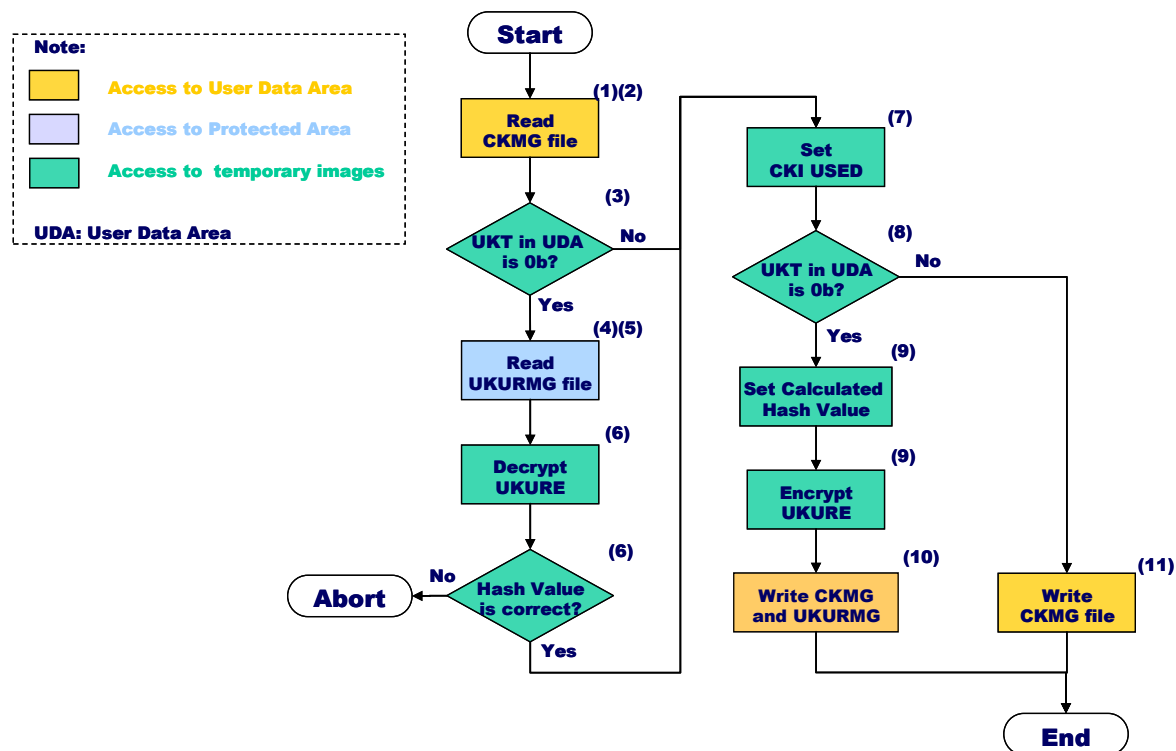 Note:
Access to User Data Area
Access to Protected Area
Access to temporary images
UDA: User Data Area
Start
(1)(2)
Read
CKMG file
(3)
UKT in UDA
is 0b?
No
Yes
(4)(5)
Read
UKURMG file
(6)
Decrypt
UKURE
(6)
Hash Value
is correct?
No
Abort
Yes
(7)
Set
CKI USED
(8)
UKT in UDA
is 0b?
No
Yes
(9)
Set Calculated
Hash Value
(9)
Encrypt
UKURE
(10)
Write CKMG
and UKURMG
(11)
Write
CKMG file
End